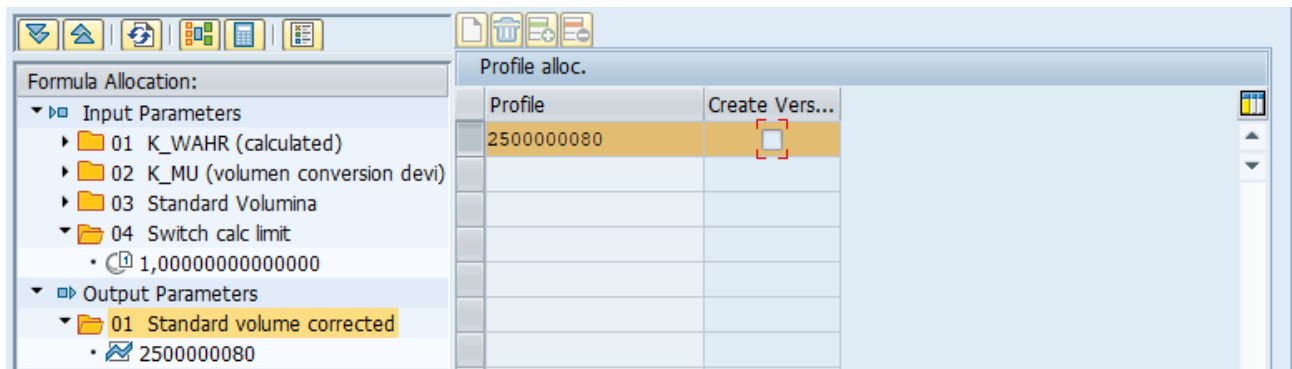 Formula Allocation:
Input Parameters
01 K_WAHR (calculated)
02 K_MU (volumen conversion devi)
03 Standard Volumina
04 Switch calc limit
1,00000000000000
Output Parameters
01 Standard volume corrected
2500000080
Profile alloc.
Profile Create Vers...
2500000080